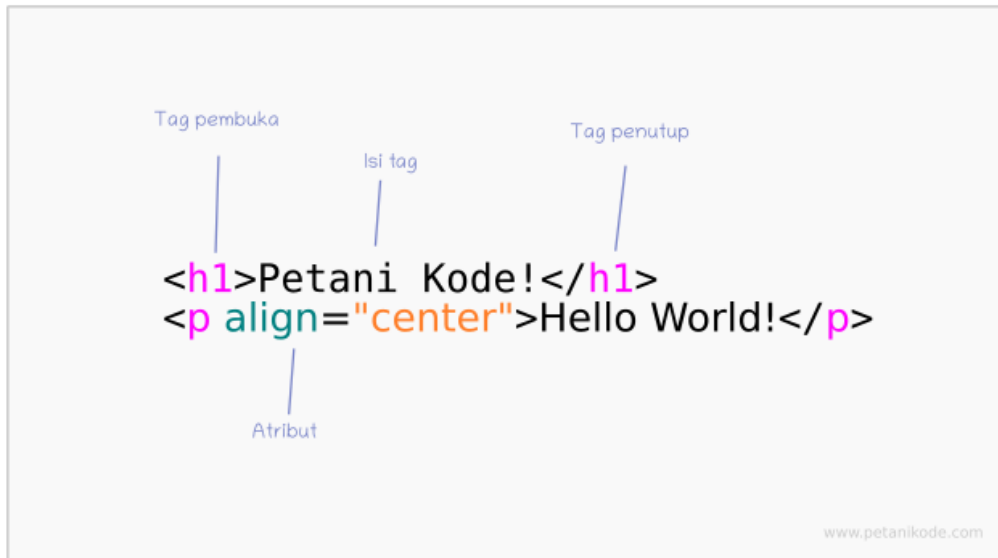 Tag pembuka
Tag penutup
Isi tag
<h1>Petani Kode!</h1>
<p align="center">Hello World!</p>
Atribut
www.petanikode.com